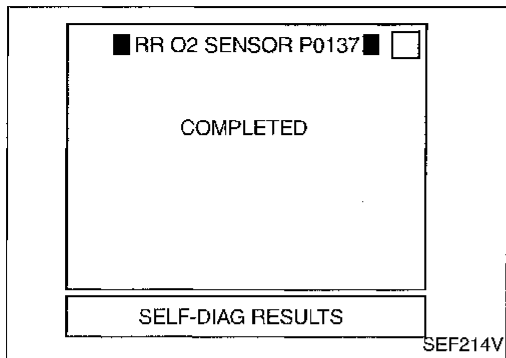 RR O2 SENSOR P0137
COMPLETED
SELF-DIAG RESULTS
SEF214V